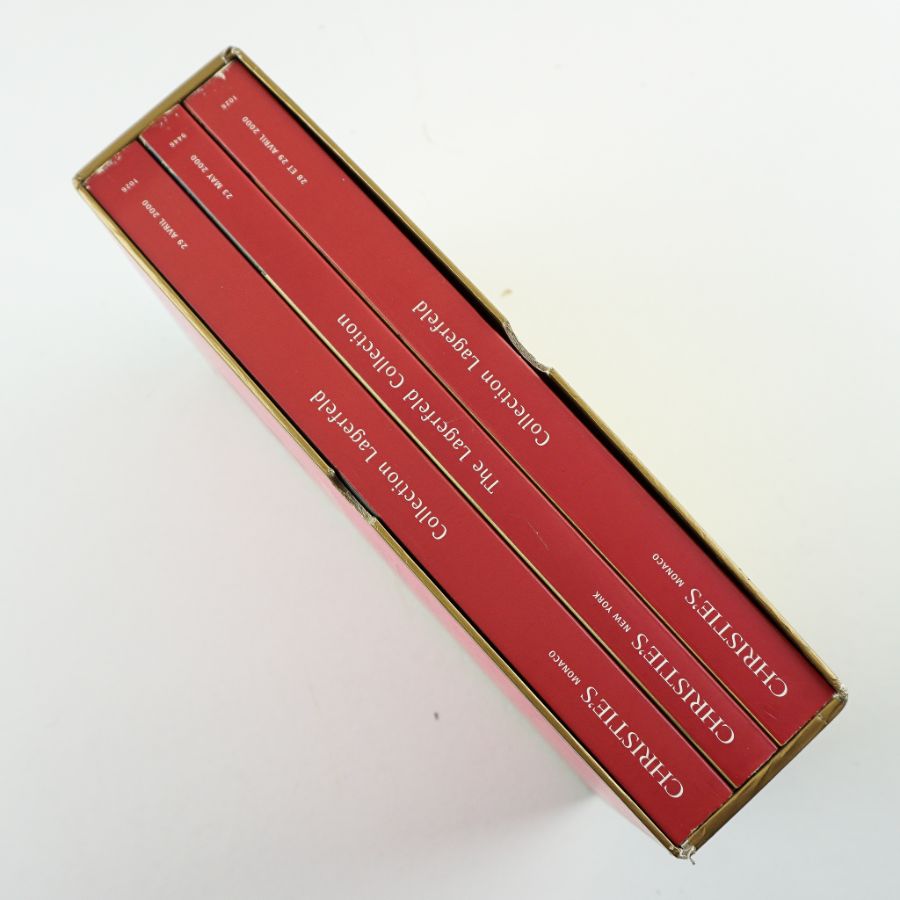 CHRISTIE'S MONACO Collection Lagerfeld 28 ET 29 AVRIL 2000 1026
CHRISTIE'S NEW YORK The Lagerfeld Collection 23 MAY 2000 9446
CHRISTIE'S MONACO Collection Lagerfeld 29 AVRIL 2000 1026